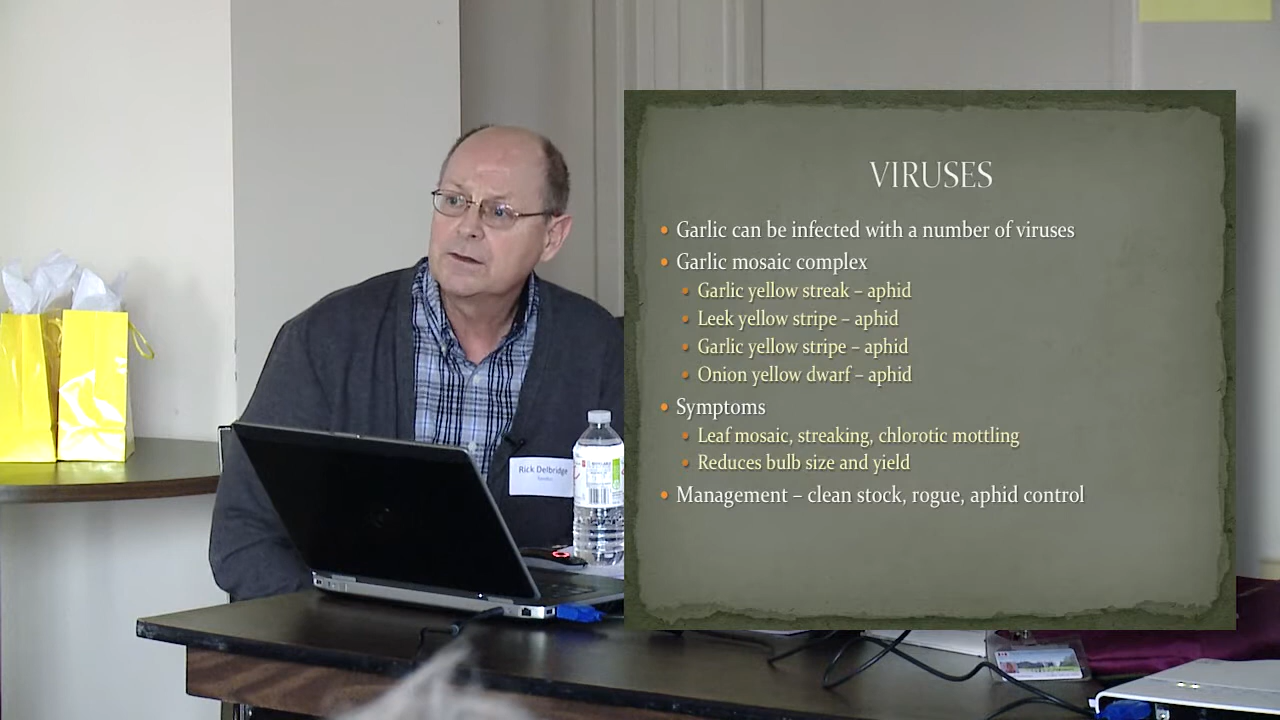 VIRUSES
• Garlic can be infected with a number of viruses
• Garlic mosaic complex
• Garlic yellow streak – aphid
• Leek yellow stripe – aphid
• Garlic yellow stripe – aphid
• Onion yellow dwarf – aphid
• Symptoms
• Leaf mosaic, streaking, chlorotic mottling
• Reduces bulb size and yield
• Management – clean stock, rogue, aphid control
Rick Delbridge